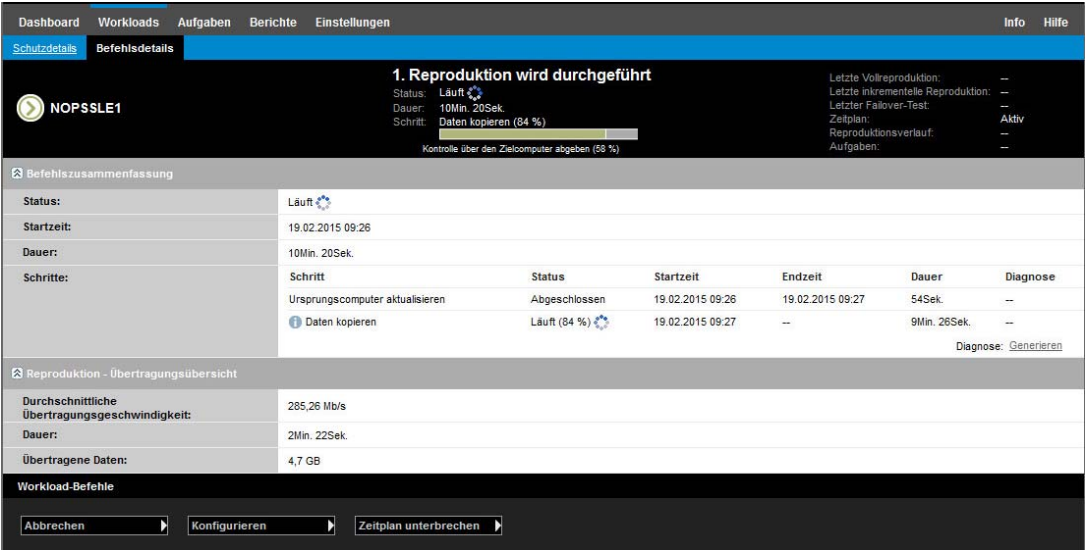 Dashboard Workloads Aufgaben Berichte Einstellungen Info Hilfe
Schutzdetails Befehlsdetails
NOPSSLE1
1. Reproduktion wird durchgeführt
Status: Läuft
Dauer: 10Min. 20Sek.
Schritt: Daten kopieren (84 %)
Kontrolle über den Zielcomputer abgeben (58 %)
Letzte Vollreproduktion: --
Letzte inkrementelle Reproduktion: --
Letzter Failover-Test: --
Zeitplan: Aktiv
Reproduktionsverlauf: --
Aufgaben: --
Befehlszusammenfassung
Status: Läuft
Startzeit: 19.02.2015 09:26
Dauer: 10Min. 20Sek.
Schritte: Schritt Status Startzeit Endzeit Dauer Diagnose
Ursprungscomputer aktualisieren Abgeschlossen 19.02.2015 09:26 19.02.2015 09:27 54Sek. --
Daten kopieren Läuft (84 %) 19.02.2015 09:27 -- 9Min. 26Sek. --
Diagnose: Generieren
Reproduktion - Übertragungsübersicht
Durchschnittliche
Übertragungsgeschwindigkeit: 285,26 Mb/s
Dauer: 2Min. 22Sek.
Übertragene Daten: 4,7 GB
Workload-Befehle
Abbrechen Konfigurieren Zeitplan unterbrechen